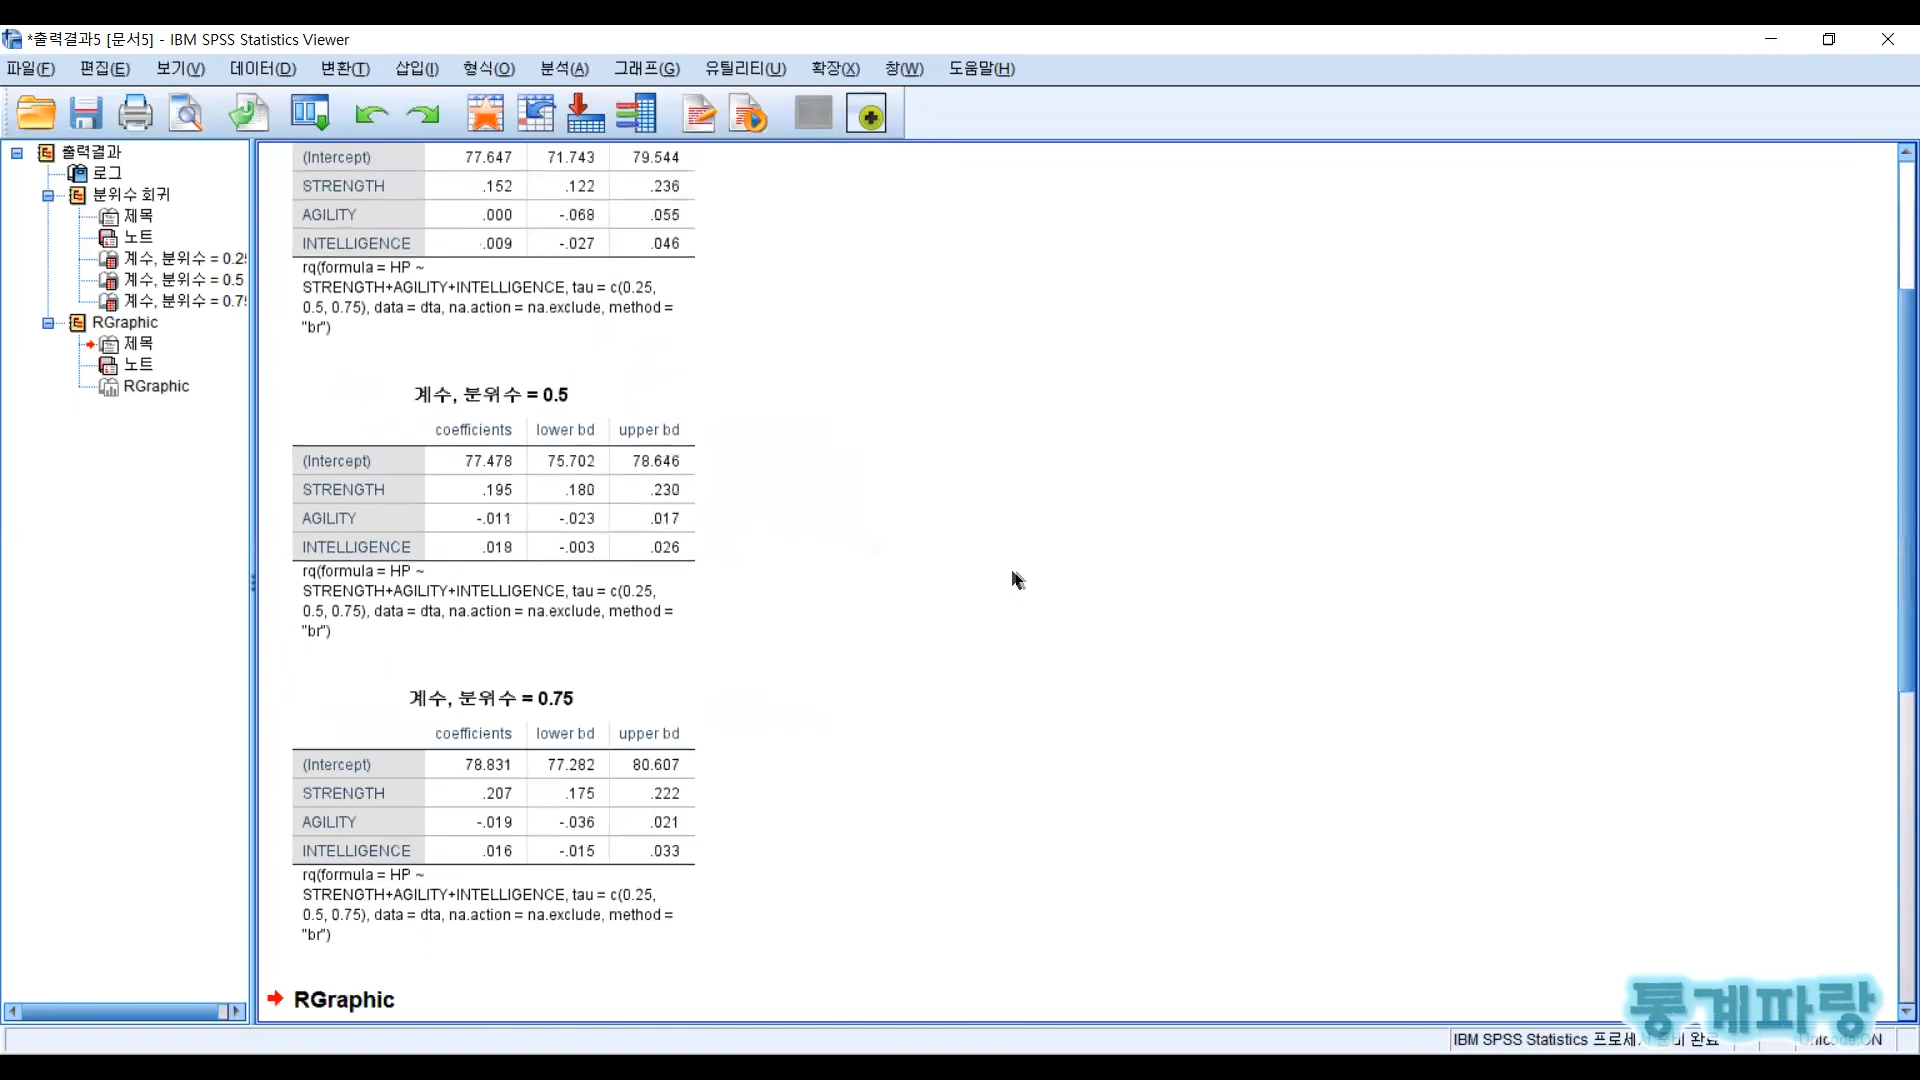 *출력결과5 [문서5] - IBM SPSS Statistics Viewer
파일(F) 편집(E) 보기(V) 데이터(D) 변환(T) 삽입(I) 형식(O) 분석(A) 그래프(G) 유틸리티(U) 확장(X) 창(W) 도움말(H)
출력결과
로그
분위수 회귀
제목
노트
계수, 분위수 = 0.25
계수, 분위수 = 0.5
계수, 분위수 = 0.75
RGraphic
제목
노트
RGraphic
(Intercept) 77.647 71.743 79.544
STRENGTH .152 .122 .236
AGILITY .000 -.068 .055
INTELLIGENCE .009 -.027 .046
rq(formula = HP ~
STRENGTH+AGILITY+INTELLIGENCE, tau = c(0.25,
0.5, 0.75), data = dta, na.action = na.exclude, method =
"br")
계수, 분위수 = 0.5
coefficients lower bd upper bd
(Intercept) 77.478 75.702 78.646
STRENGTH .195 .180 .230
AGILITY -.011 -.023 .017
INTELLIGENCE .018 -.003 .026
rq(formula = HP ~
STRENGTH+AGILITY+INTELLIGENCE, tau = c(0.25,
0.5, 0.75), data = dta, na.action = na.exclude, method =
"br")
계수, 분위수 = 0.75
coefficients lower bd upper bd
(Intercept) 78.831 77.282 80.607
STRENGTH .207 .175 .222
AGILITY -.019 -.036 .021
INTELLIGENCE .016 -.015 .033
rq(formula = HP ~
STRENGTH+AGILITY+INTELLIGENCE, tau = c(0.25,
0.5, 0.75), data = dta, na.action = na.exclude, method =
"br")
RGraphic
통계파랑
IBM SPSS Statistics 프로세서 준비 완료 Unicode:ON